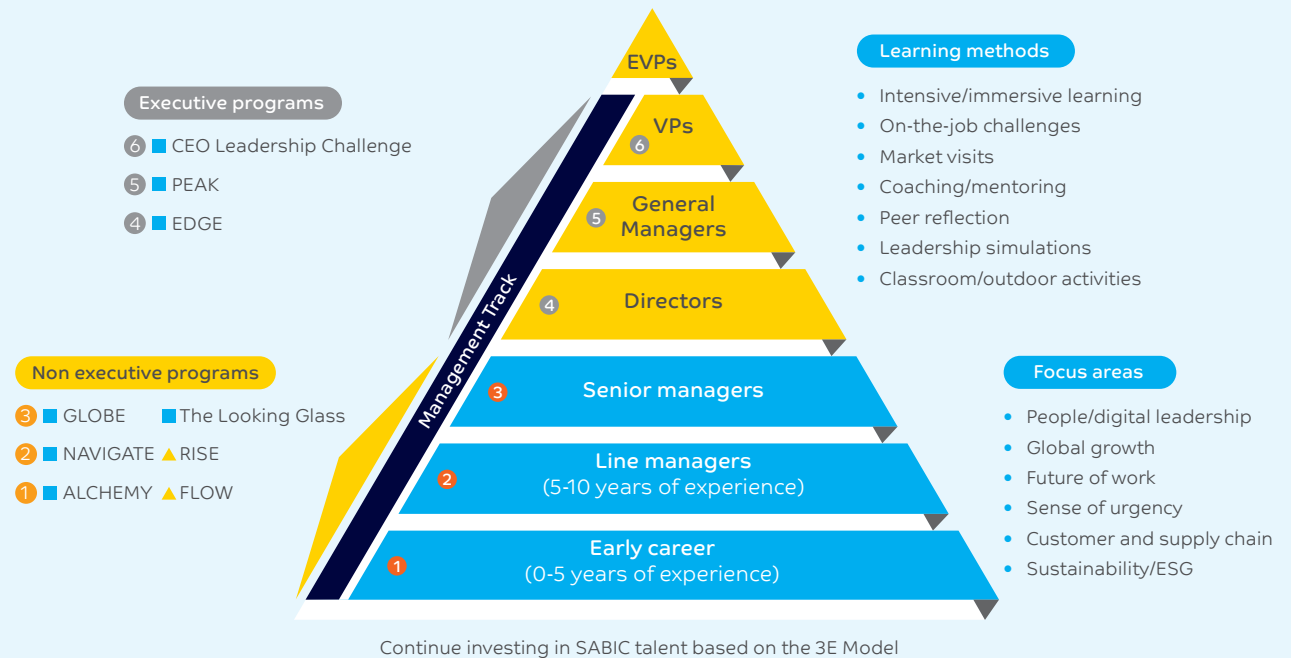 EVPs
VPs
6
General
Managers
5
Directors
4
Senior managers
3
Line managers
(5-10 years of experience)
2
Early career
(0-5 years of experience)
1
Management Track
Executive programs
6 CEO Leadership Challenge
5 PEAK
4 EDGE
Non executive programs
3 GLOBE The Looking Glass
2 NAVIGATE RISE
1 ALCHEMY FLOW
Learning methods
• Intensive/immersive learning
• On-the-job challenges
• Market visits
• Coaching/mentoring
• Peer reflection
• Leadership simulations
• Classroom/outdoor activities
Focus areas
• People/digital leadership
• Global growth
• Future of work
• Sense of urgency
• Customer and supply chain
• Sustainability/ESG
Continue investing in SABIC talent based on the 3E Model